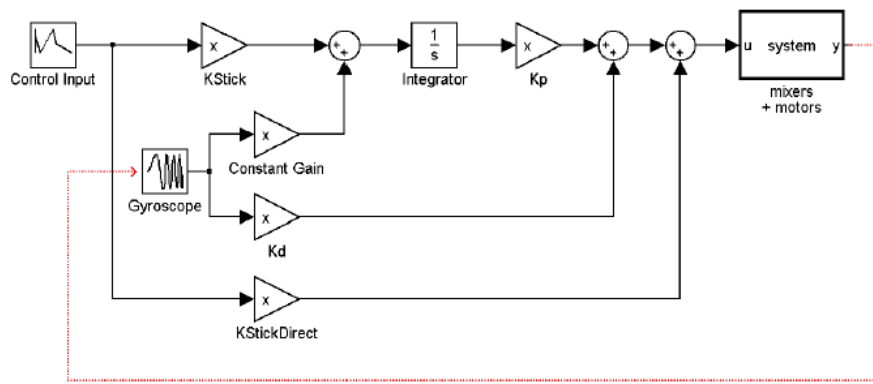 Control Input
x
KStick
+
+
1
s
Integrator
x
Kp
+
+
+
+
u system y
mixers
+ motors
x
Constant Gain
Gyroscope
x
Kd
x
KStickDirect